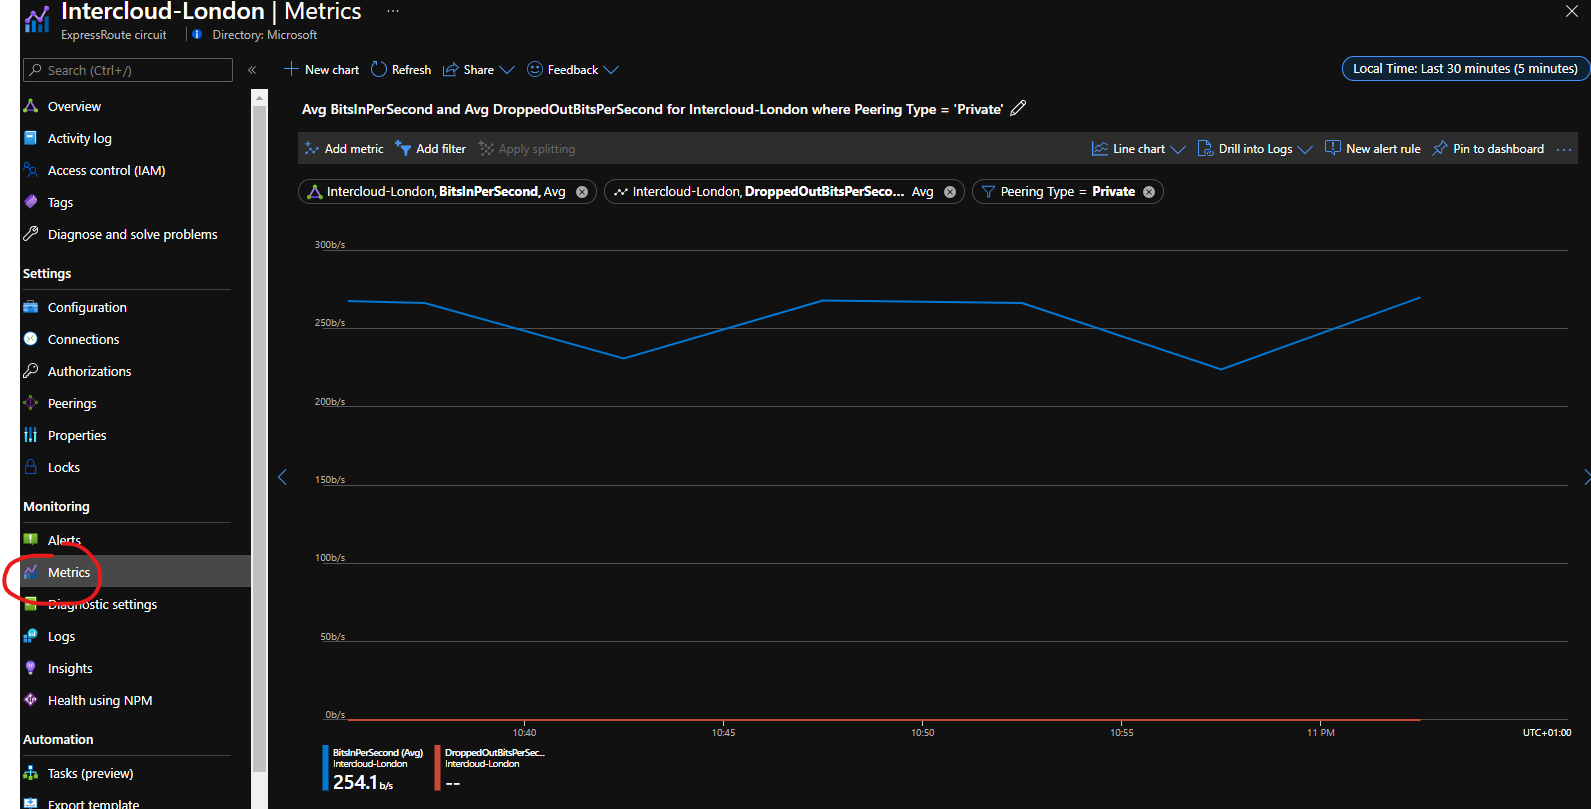 Intercloud-London | Metrics ...
ExpressRoute circuit
Directory: Microsoft
Search (Ctrl+/)
«
Overview
Activity log
Access control (IAM)
Tags
Diagnose and solve problems
Settings
Configuration
Connections
Authorizations
Peerings
Properties
Locks
Monitoring
Alerts
Metrics
Diagnostic settings
Logs
Insights
Health using NPM
Automation
Tasks (preview)
Export template
New chart Refresh Share Feedback
Local Time: Last 30 minutes (5 minutes)
Avg BitsInPerSecond and Avg DroppedOutBitsPerSecond for Intercloud-London where Peering Type = 'Private'
Add metric Add filter Apply splitting
Line chart Drill into Logs New alert rule Pin to dashboard ...
Intercloud-London, BitsInPerSecond, Avg
Intercloud-London, DroppedOutBitsPerSeco... Avg
Peering Type = Private
300b/s
250b/s
200b/s
150b/s
100b/s
50b/s
0b/s
10:40 10:45 10:50 10:55 11 PM UTC+01:00
BitsInPerSecond (Avg)
Intercloud-London
254.1 b/s
DroppedOutBitsPerSec...
Intercloud-London
--